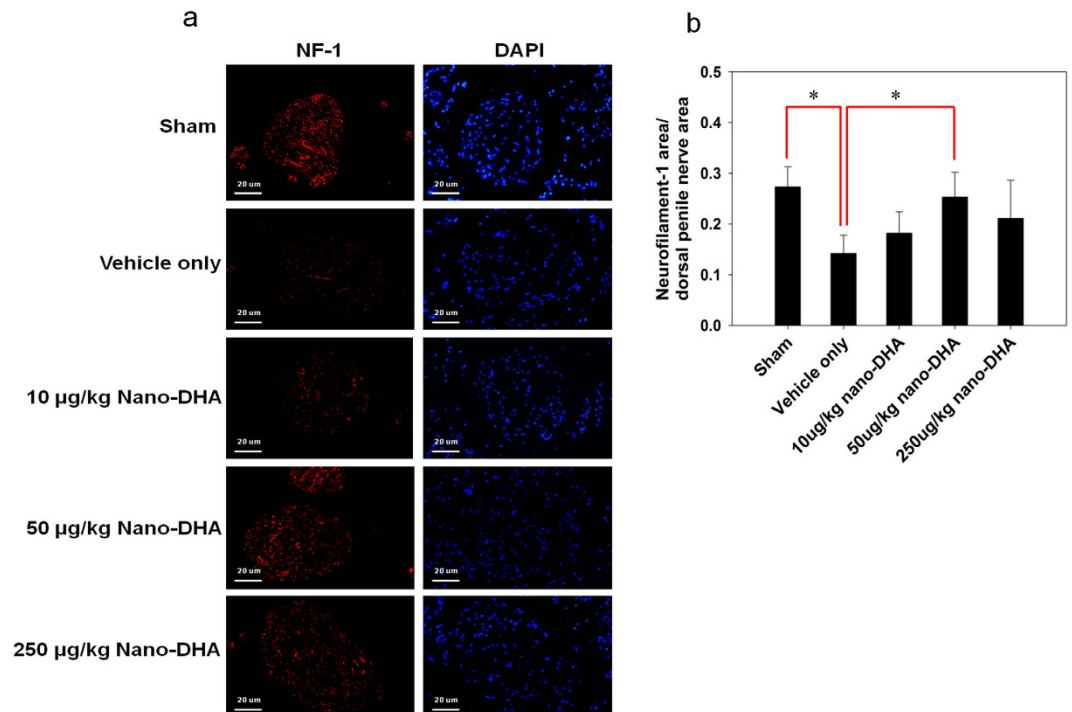 a
NF-1 DAPI
Sham
20 um 20 um
Vehicle only
20 um 20 um
10 µg/kg Nano-DHA
20 um 20 um
50 µg/kg Nano-DHA
20 um 20 um
250 µg/kg Nano-DHA
20 um 20 um
b
Neurofilament-1 area/
dorsal penile nerve area
0.5
0.4
0.3
0.2
0.1
0.0
* *
Sham
Vehicle only
10ug/kg nano-DHA
50ug/kg nano-DHA
250ug/kg nano-DHA